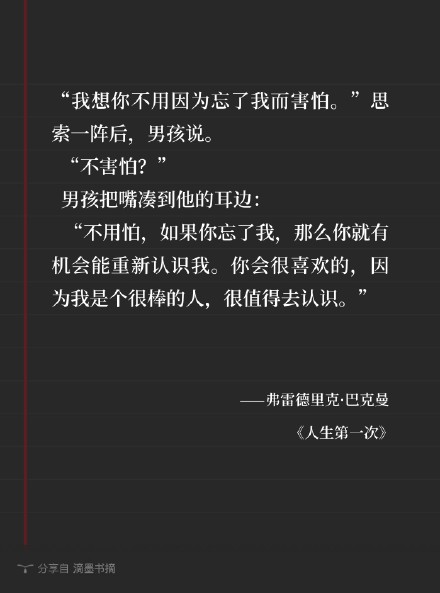 “我想你不用因为忘了我而害怕。”思
索一阵后，男孩说。
“不害怕？”
男孩把嘴凑到他的耳边：
“不用怕，如果你忘了我，那么你就有
机会能重新认识我。你会很喜欢的，因
为我是个很棒的人，很值得去认识。”
——弗雷德里克·巴克曼
《人生第一次》
分享自 滴墨书摘